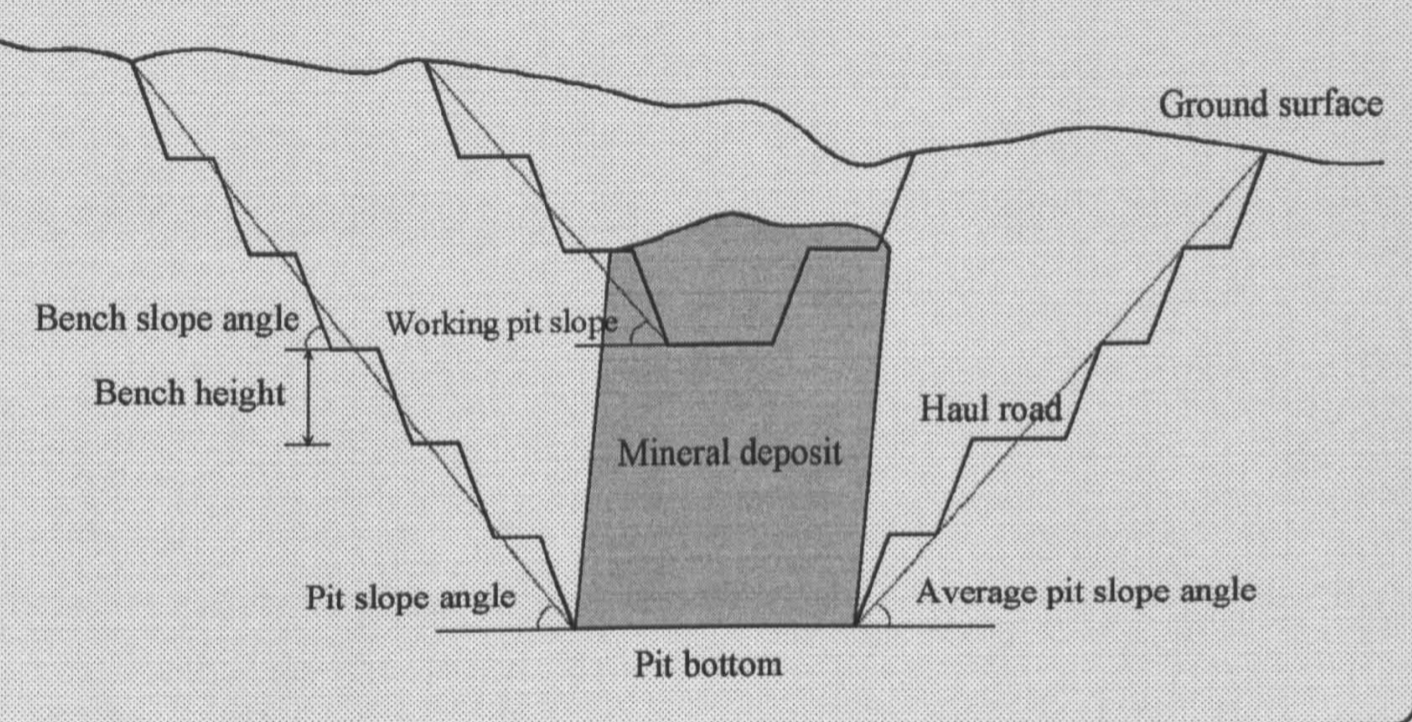 Ground surface
Bench slope angle
Working pit slope
Bench height
Haul road
Mineral deposit
Pit slope angle
Average pit slope angle
Pit bottom